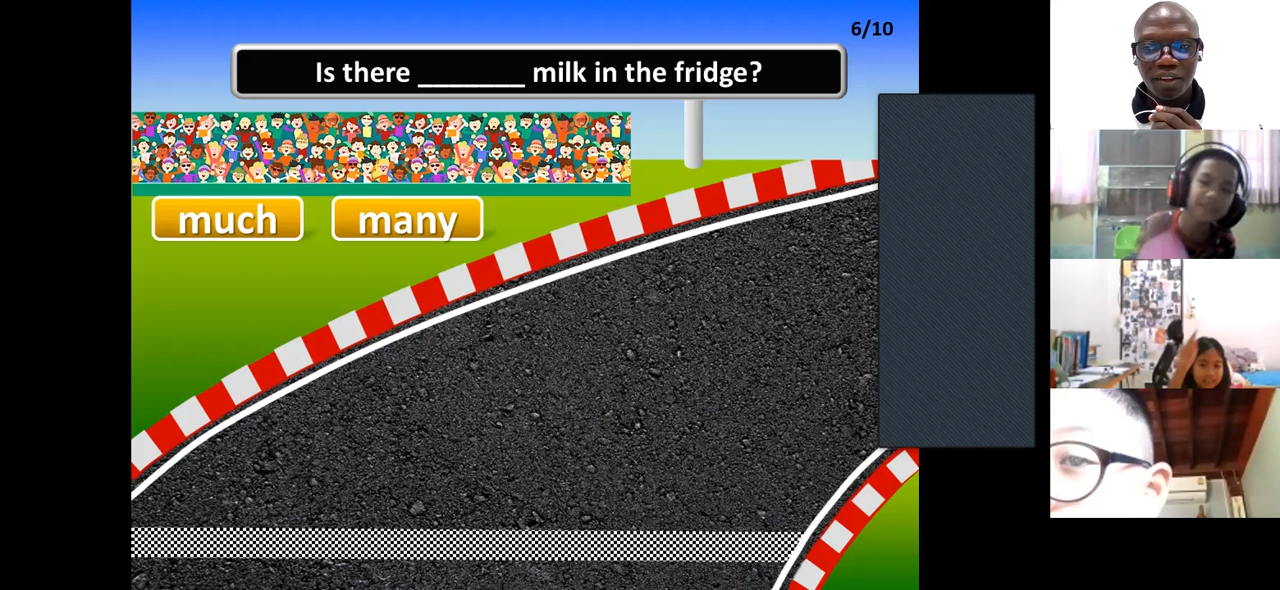 6/10
Is there _______ milk in the fridge?
much many